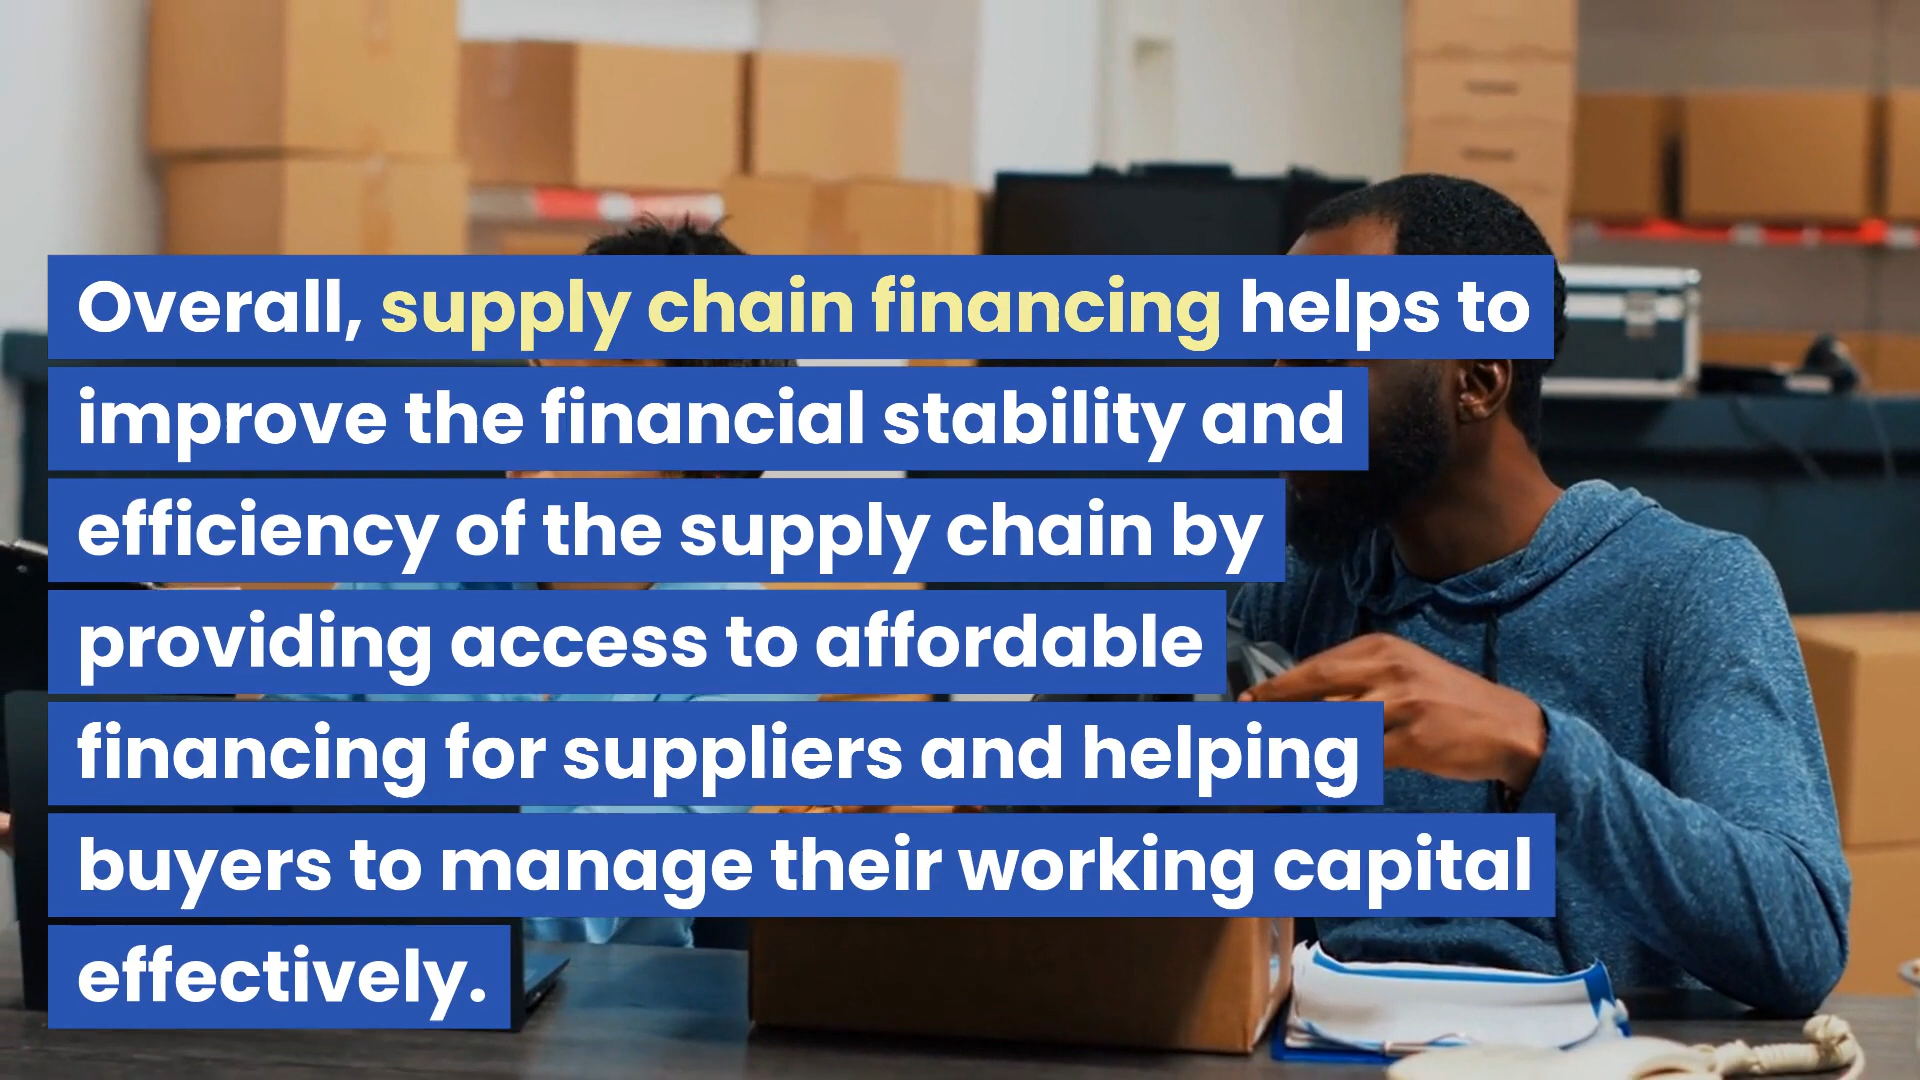 Overall, supply chain financing helps to
improve the financial stability and
efficiency of the supply chain by
providing access to affordable
financing for suppliers and helping
buyers to manage their working capital
effectively.